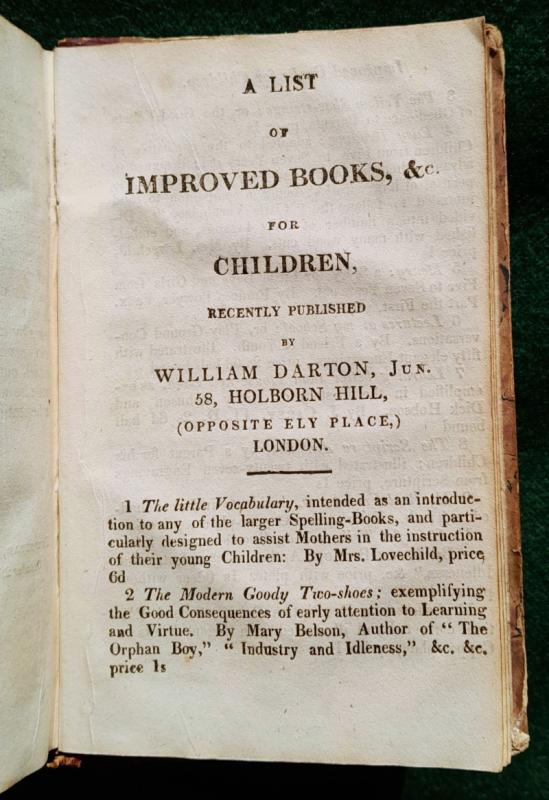 A LIST
OF
IMPROVED BOOKS, &c.
FOR
CHILDREN,
RECENTLY PUBLISHED
BY
WILLIAM DARTON, JUN.
58, HOLBORN HILL,
(OPPOSITE ELY PLACE,)
LONDON.
1 The little Vocabulary, intended as an introduc-
tion to any of the larger Spelling-Books, and parti-
cularly designed to assist Mothers in the instruction
of their young Children: By Mrs. Lovechild, price
6d
2 The Modern Goody Two-shoes; exemplifying
the Good Consequences of early attention to Learning
and Virtue. By Mary Belson, Author of "The
Orphan Boy," "Industry and Idleness," &c. &c.
price 1s